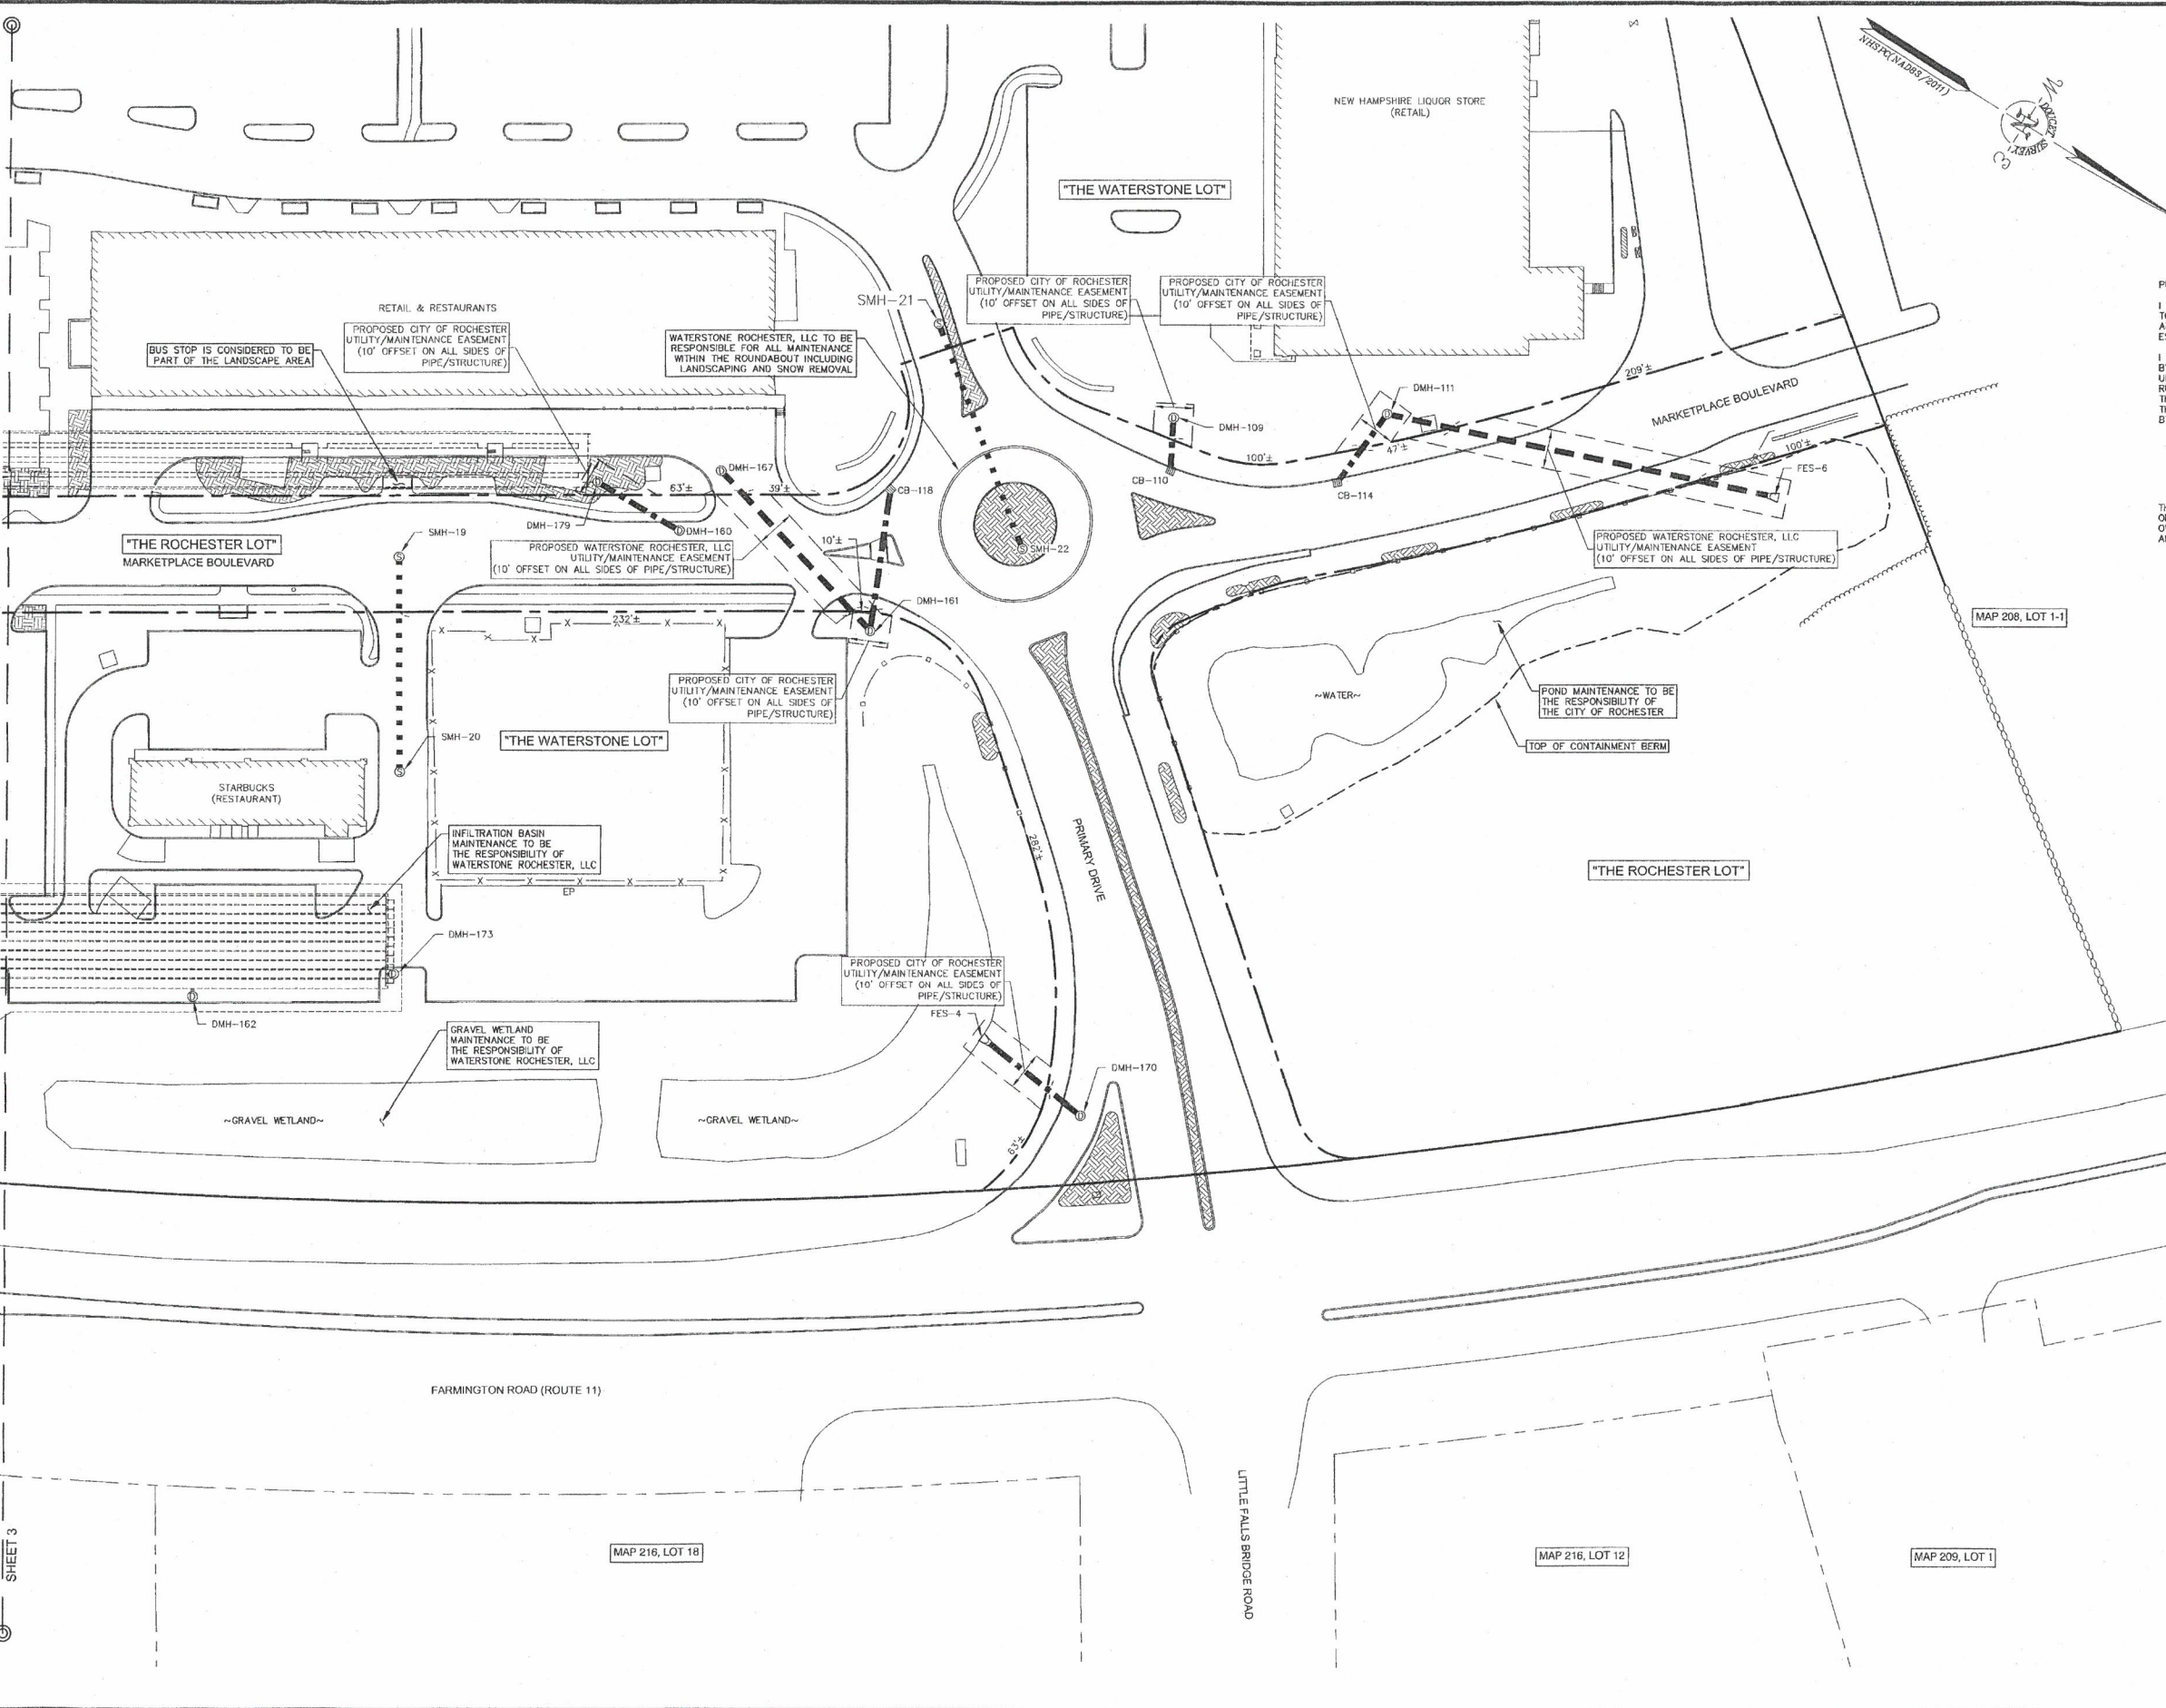 NHSPC(NAD83/2011)
DOUCET
SURVEY
NEW HAMPSHIRE LIQUOR STORE
(RETAIL)
"THE WATERSTONE LOT"
RETAIL & RESTAURANTS
PROPOSED CITY OF ROCHESTER
UTILITY/MAINTENANCE EASEMENT
(10' OFFSET ON ALL SIDES OF
PIPE/STRUCTURE)
BUS STOP IS CONSIDERED TO BE
PART OF THE LANDSCAPE AREA
SMH-21
WATERSTONE ROCHESTER, LLC TO BE
RESPONSIBLE FOR ALL MAINTENANCE
WITHIN THE ROUNDABOUT INCLUDING
LANDSCAPING AND SNOW REMOVAL
PROPOSED CITY OF ROCHESTER
UTILITY/MAINTENANCE EASEMENT
(10' OFFSET ON ALL SIDES OF
PIPE/STRUCTURE)
PROPOSED CITY OF ROCHESTER
UTILITY/MAINTENANCE EASEMENT
(10' OFFSET ON ALL SIDES OF
PIPE/STRUCTURE)
209'±
MARKETPLACE BOULEVARD
DMH-111
DMH-109
100'±
47'±
100'±
FES-6
CB-110
CB-114
DMH-167
63'±
39'±
CB-118
DMH-179
DMH-160
SMH-19
10'±
SMH-22
"THE ROCHESTER LOT"
MARKETPLACE BOULEVARD
PROPOSED WATERSTONE ROCHESTER, LLC
UTILITY/MAINTENANCE EASEMENT
(10' OFFSET ON ALL SIDES OF PIPE/STRUCTURE)
PROPOSED WATERSTONE ROCHESTER, LLC
UTILITY/MAINTENANCE EASEMENT
(10' OFFSET ON ALL SIDES OF PIPE/STRUCTURE)
DMH-161
232'±
MAP 208, LOT 1-1
PROPOSED CITY OF ROCHESTER
UTILITY/MAINTENANCE EASEMENT
(10' OFFSET ON ALL SIDES OF
PIPE/STRUCTURE)
~WATER~
POND MAINTENANCE TO BE
THE RESPONSIBILITY OF
THE CITY OF ROCHESTER
TOP OF CONTAINMENT BERM
SMH-20
"THE WATERSTONE LOT"
STARBUCKS
(RESTAURANT)
INFILTRATION BASIN
MAINTENANCE TO BE
THE RESPONSIBILITY OF
WATERSTONE ROCHESTER, LLC
EP
282'±
PRIMARY DRIVE
"THE ROCHESTER LOT"
DMH-173
PROPOSED CITY OF ROCHESTER
UTILITY/MAINTENANCE EASEMENT
(10' OFFSET ON ALL SIDES OF
PIPE/STRUCTURE)
FES-4
DMH-162
GRAVEL WETLAND
MAINTENANCE TO BE
THE RESPONSIBILITY OF
WATERSTONE ROCHESTER, LLC
DMH-170
~GRAVEL WETLAND~
~GRAVEL WETLAND~
63'±
FARMINGTON ROAD (ROUTE 11)
LITTLE FALLS BRIDGE ROAD
SHEET 3
MAP 216, LOT 18
MAP 216, LOT 12
MAP 209, LOT 1